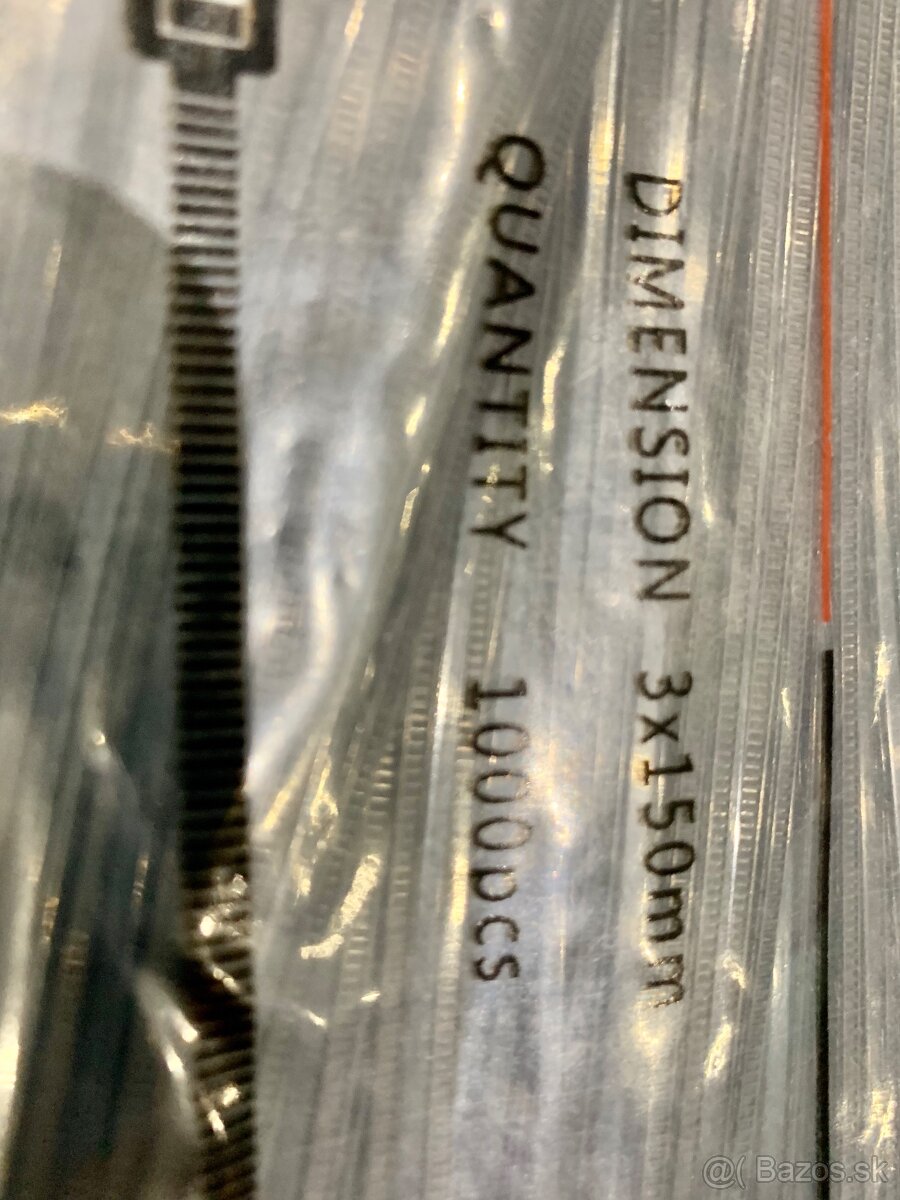 DIMENSION 3x150mm
QUANTITY 1000pcs
@( Bazos.sk